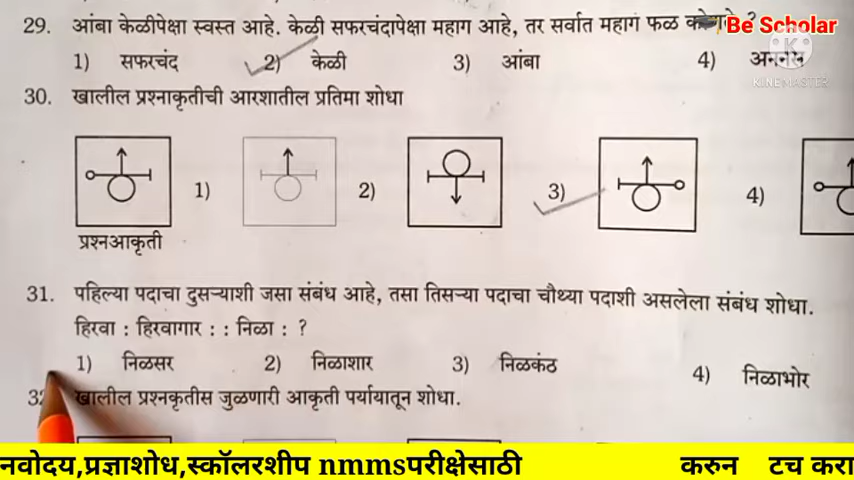 Be Scholar
29. आंबा केळीपेक्षा स्वस्त आहे. केळी सफरचंदापेक्षा महाग आहे, तर सर्वात महाग फळ ?
1) सफरचंद 2) केळी 3) आंबा 4) अननस
KINEMASTER
30. खालील प्रश्नाकृतीची आरशातील प्रतिमा शोधा
1) 2) 3) 4)
प्रश्नआकृती
31. पहिल्या पदाचा दुसऱ्याशी जसा संबंध आहे, तसा तिसऱ्या पदाचा चौथ्या पदाशी असलेला संबंध शोधा.
हिरवा : हिरवागार : : निळा : ?
1) निळसर 2) निळाशार 3) निळकंठ 4) निळाभोर
खालील प्रश्नकृतीस जुळणारी आकृती पर्यायातून शोधा.
नवोदय,प्रज्ञाशोध,स्कॉलरशीप nmmsपरीक्षेसाठी करुन टच करा